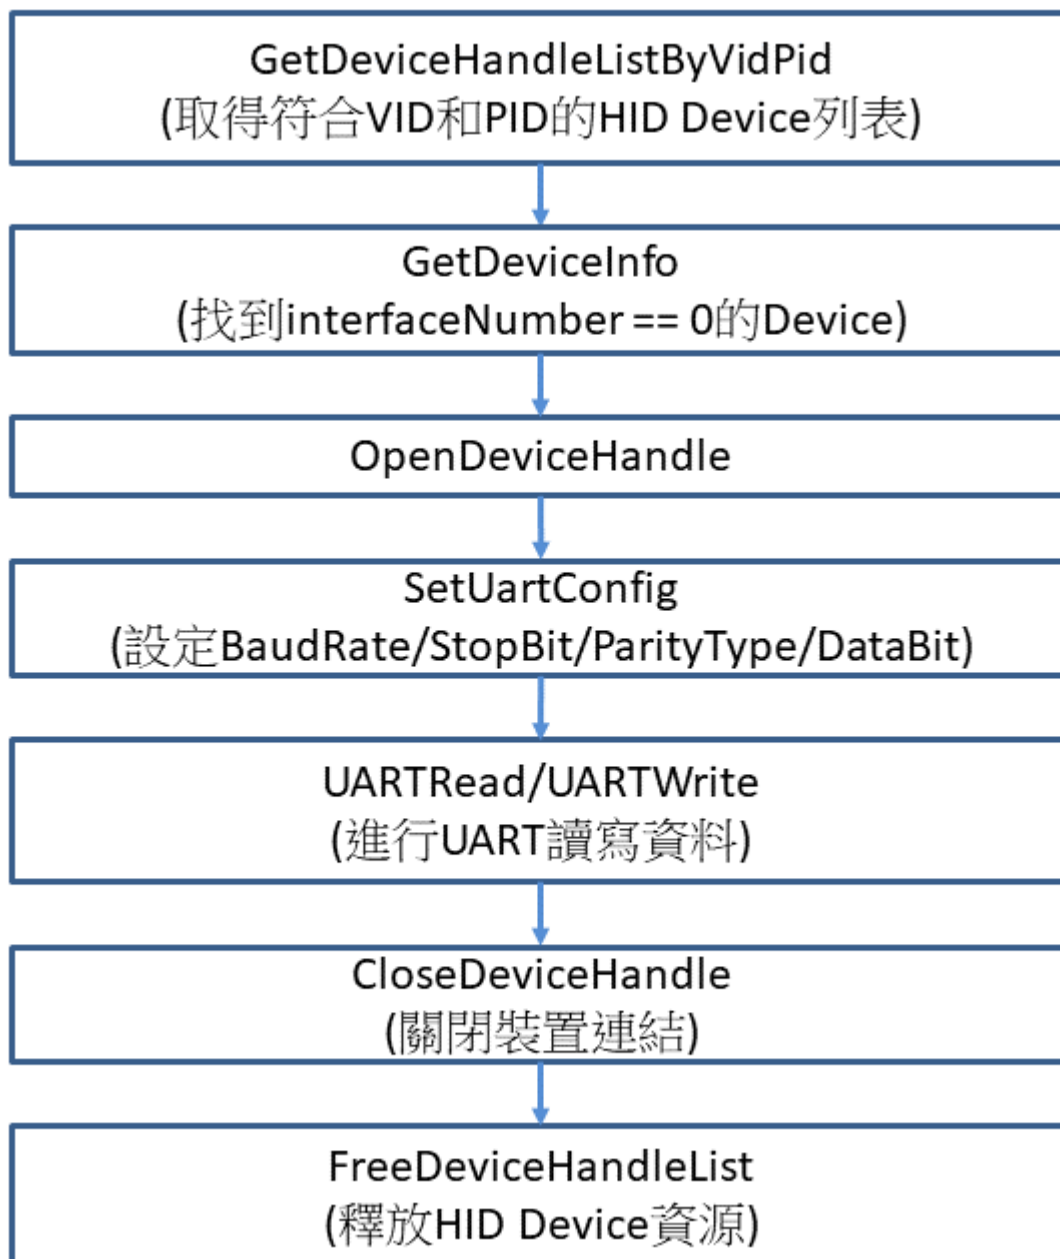 GetDeviceHandleListByVidPid
(取得符合VID和PID的HID Device列表)
GetDeviceInfo
(找到interfaceNumber == 0的Device)
OpenDeviceHandle
SetUartConfig
(設定BaudRate/StopBit/ParityType/DataBit)
UARTRead/UARTWrite
(進行UART讀寫資料)
CloseDeviceHandle
(關閉裝置連結)
FreeDeviceHandleList
(釋放HID Device資源)